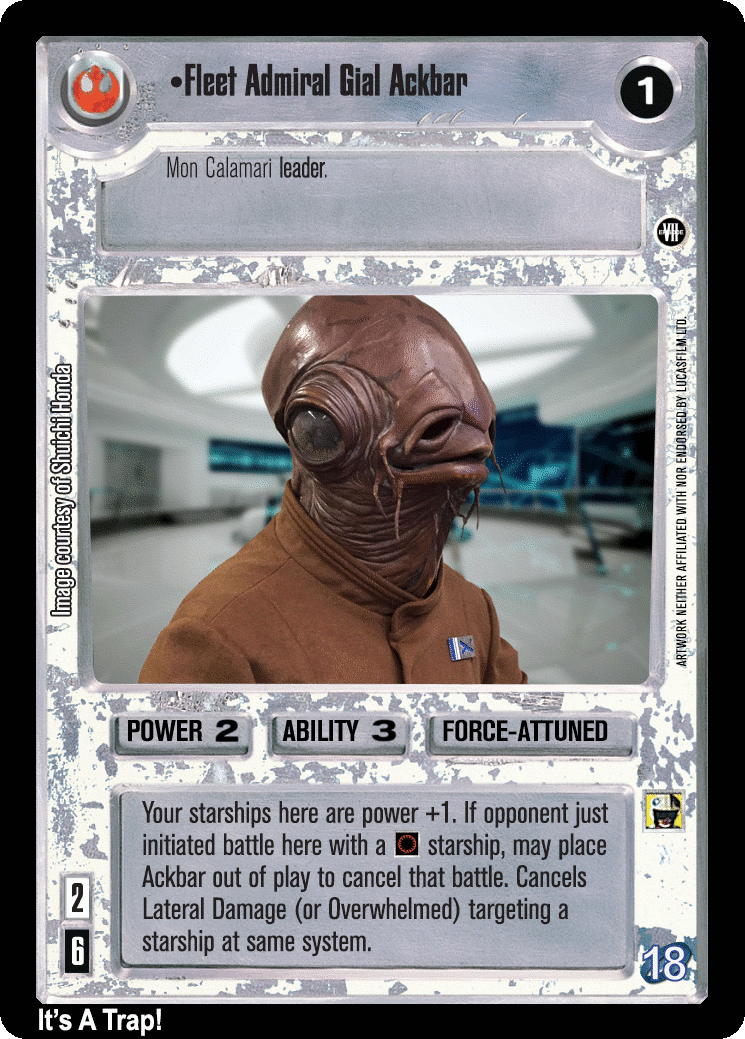 •Fleet Admiral Gial Ackbar
1
Mon Calamari leader.
EPISODE
VII
Image courtesy of Shuichi Honda
ARTWORK NEITHER AFFILIATED WITH NOR ENDORSED BY LUCASFILM LTD.
POWER 2
ABILITY 3
FORCE-ATTUNED
Your starships here are power +1. If opponent just
initiated battle here with a starship, may place
Ackbar out of play to cancel that battle. Cancels
Lateral Damage (or Overwhelmed) targeting a
starship at same system.
2
6
18
It's A Trap!